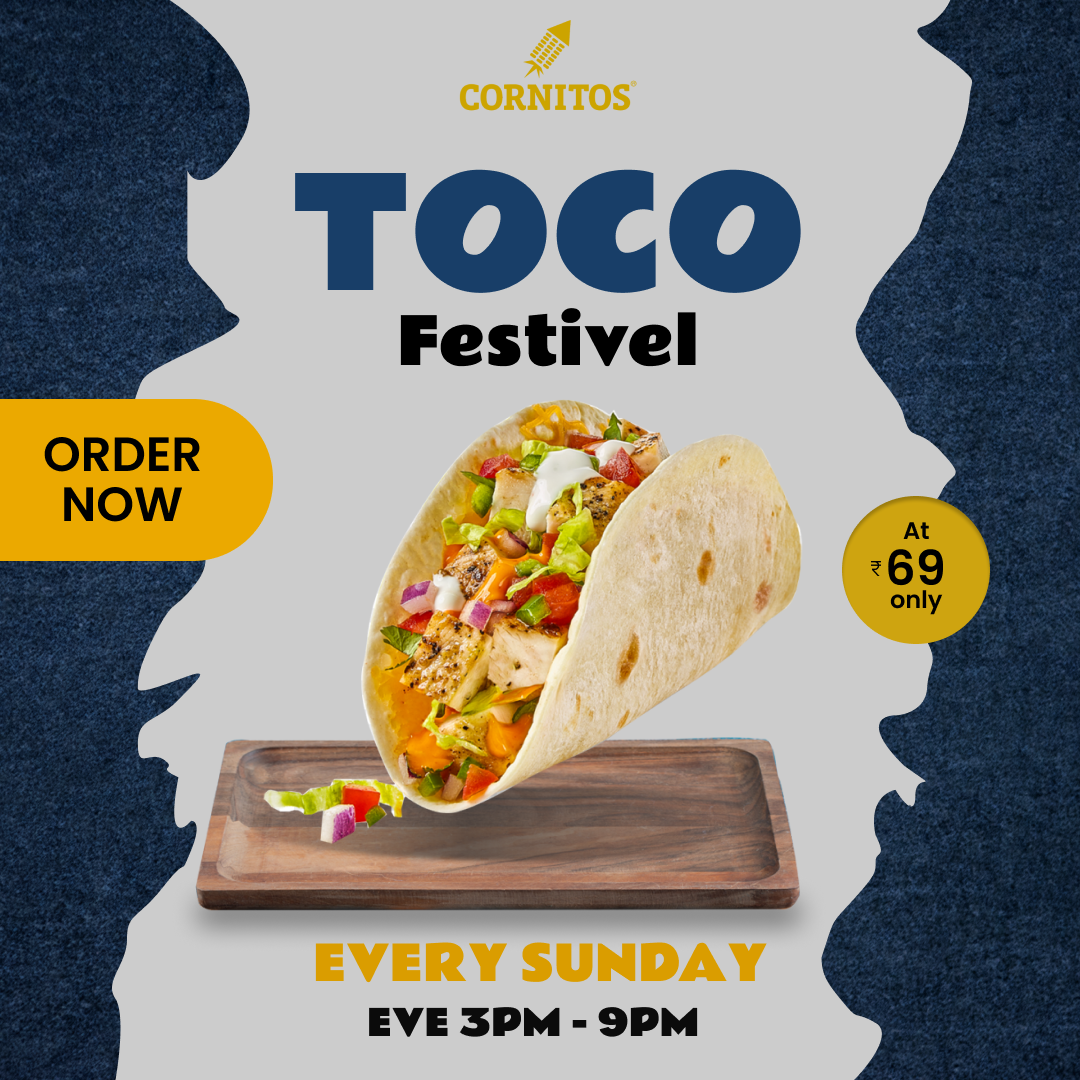 CORNITOS®
TOCO
Festivel
ORDER
NOW
At
₹69
only
EVERY SUNDAY
EVE 3PM - 9PM